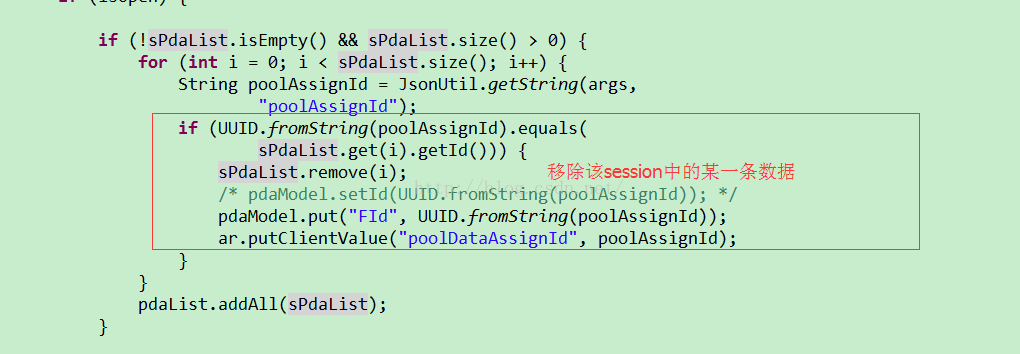 if (isOpen) {
if (!sPdaList.isEmpty() && sPdaList.size() > 0) {
for (int i = 0; i < sPdaList.size(); i++) {
String poolAssignId = JsonUtil.getString(args,
"poolAssignId");
if (UUID.fromString(poolAssignId).equals(
sPdaList.get(i).getId())) {
sPdaList.remove(i); 移除该session中的某一条数据
/* pdaModel.setId(UUID.fromString(poolAssignId)); */
pdaModel.put("FId", UUID.fromString(poolAssignId));
ar.putClientValue("poolDataAssignId", poolAssignId);
}
}
pdaList.addAll(sPdaList);
}